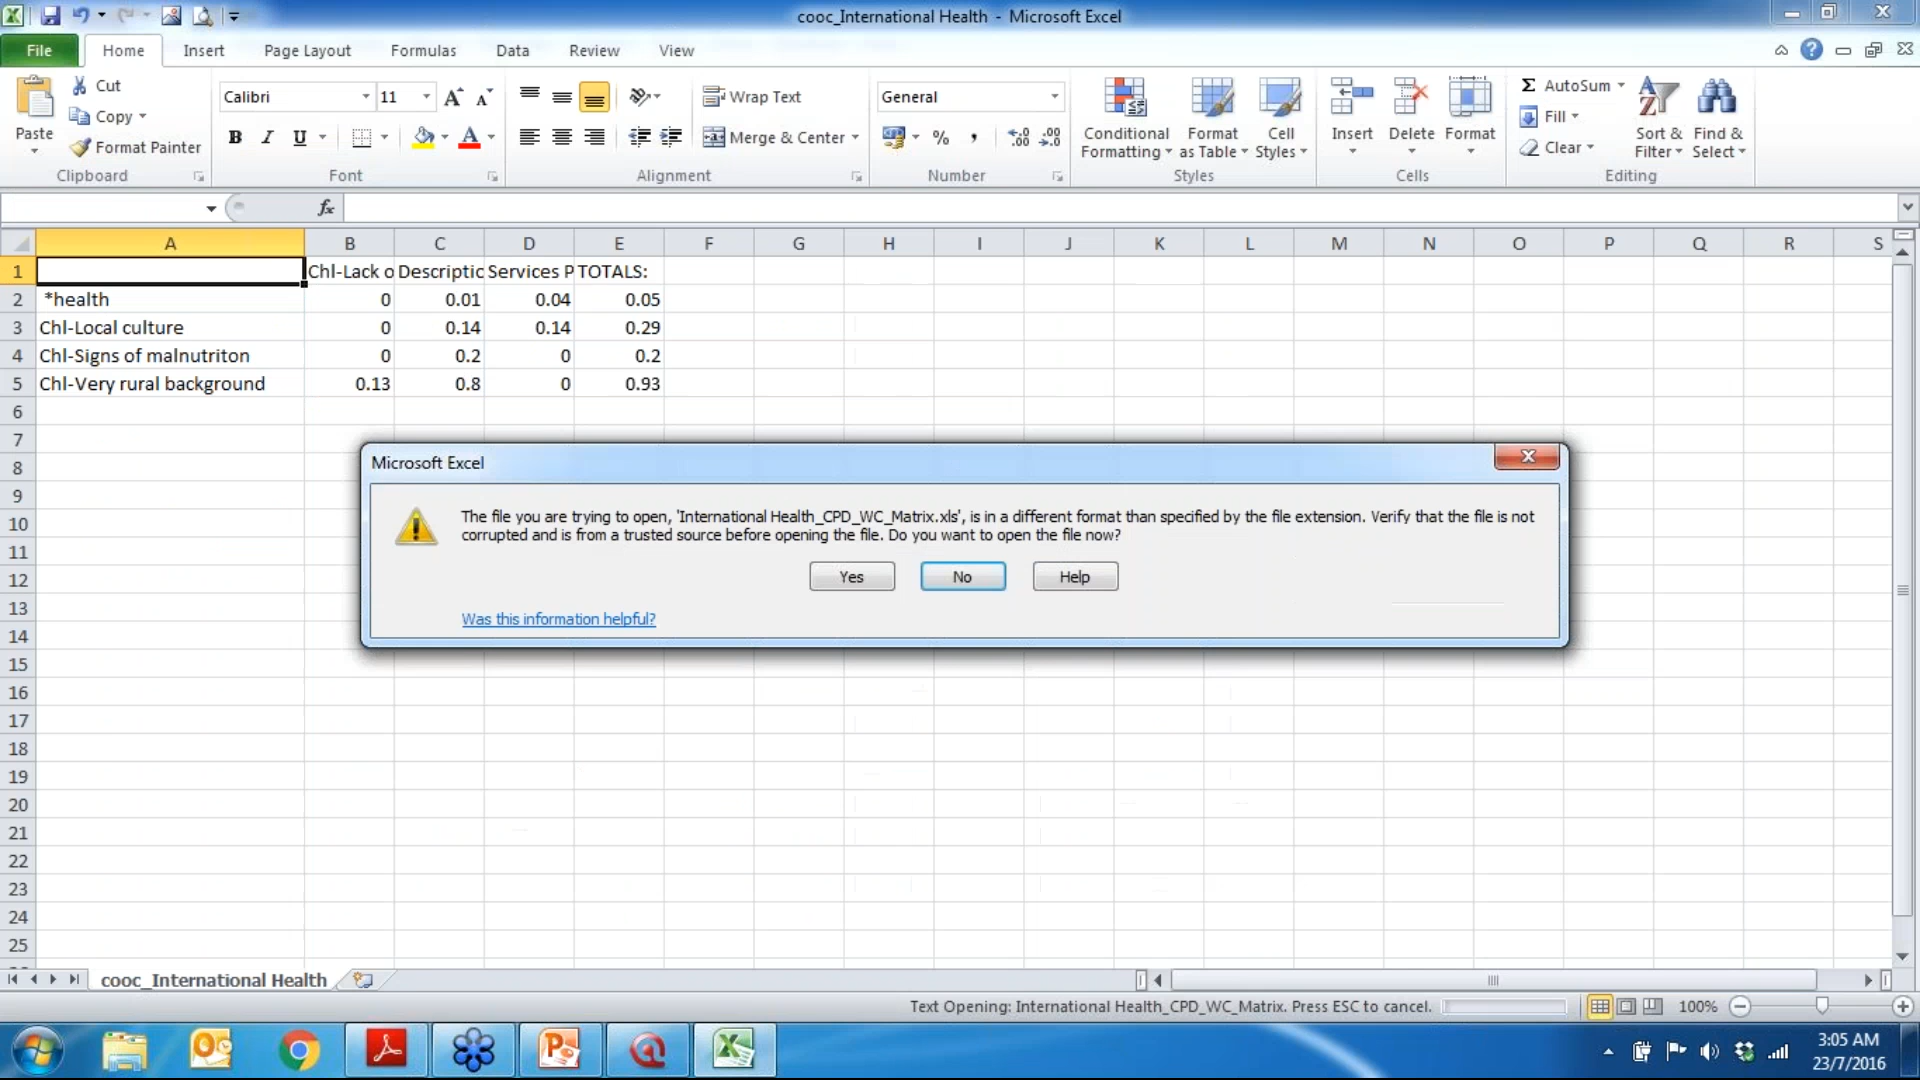 cooc_International Health - Microsoft Excel
File Home Insert Page Layout Formulas Data Review View
Paste
Cut
Copy
Format Painter
Clipboard
Calibri 11
B I U
Font
Wrap Text
Merge & Center
Alignment
General
%
Number
Conditional Formatting
Format as Table
Cell Styles
Styles
Insert Delete Format
Cells
Σ AutoSum
Fill
Clear
Sort & Filter
Find & Select
Editing
fx
A B C D E F G H I J K L M N O P Q R S
1 Chl-Lack o Descriptic Services P TOTALS:
2 *health 0 0.01 0.04 0.05
3 Chl-Local culture 0 0.14 0.14 0.29
4 Chl-Signs of malnutriton 0 0.2 0 0.2
5 Chl-Very rural background 0.13 0.8 0 0.93
6
7
8
9
10
11
12
13
14
15
16
17
18
19
20
21
22
23
24
25
Microsoft Excel
The file you are trying to open, 'International Health_CPD_WC_Matrix.xls', is in a different format than specified by the file extension. Verify that the file is not
corrupted and is from a trusted source before opening the file. Do you want to open the file now?
Yes No Help
Was this information helpful?
cooc_International Health
Text Opening: International Health_CPD_WC_Matrix. Press ESC to cancel. 100%
3:05 AM
23/7/2016